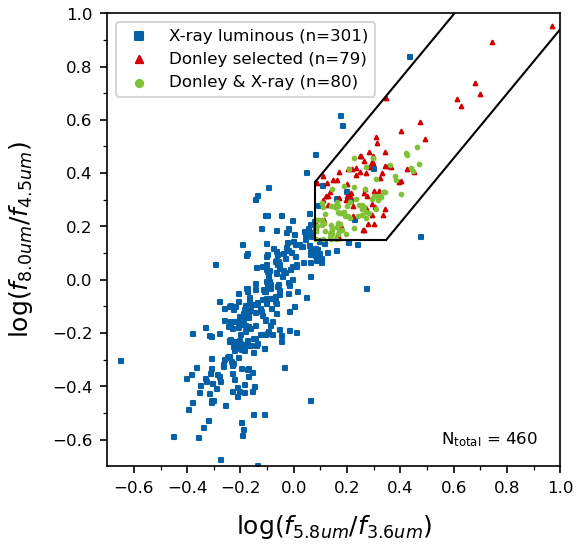 X-ray luminous (n=301)
Donley selected (n=79)
Donley & X-ray (n=80)
1.0
0.8
0.6
0.4
0.2
0.0
−0.2
−0.4
−0.6
log(f8.0um/f4.5um)
Ntotal = 460
−0.6 −0.4 −0.2 0.0 0.2 0.4 0.6 0.8 1.0
log(f5.8um/f3.6um)